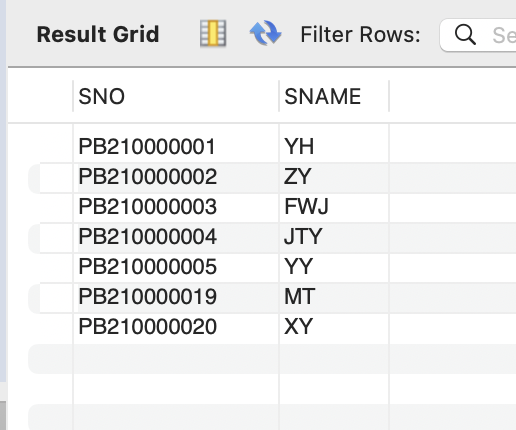 Result Grid Filter Rows: Se
SNO SNAME
PB210000001 YH
PB210000002 ZY
PB210000003 FWJ
PB210000004 JTY
PB210000005 YY
PB210000019 MT
PB210000020 XY